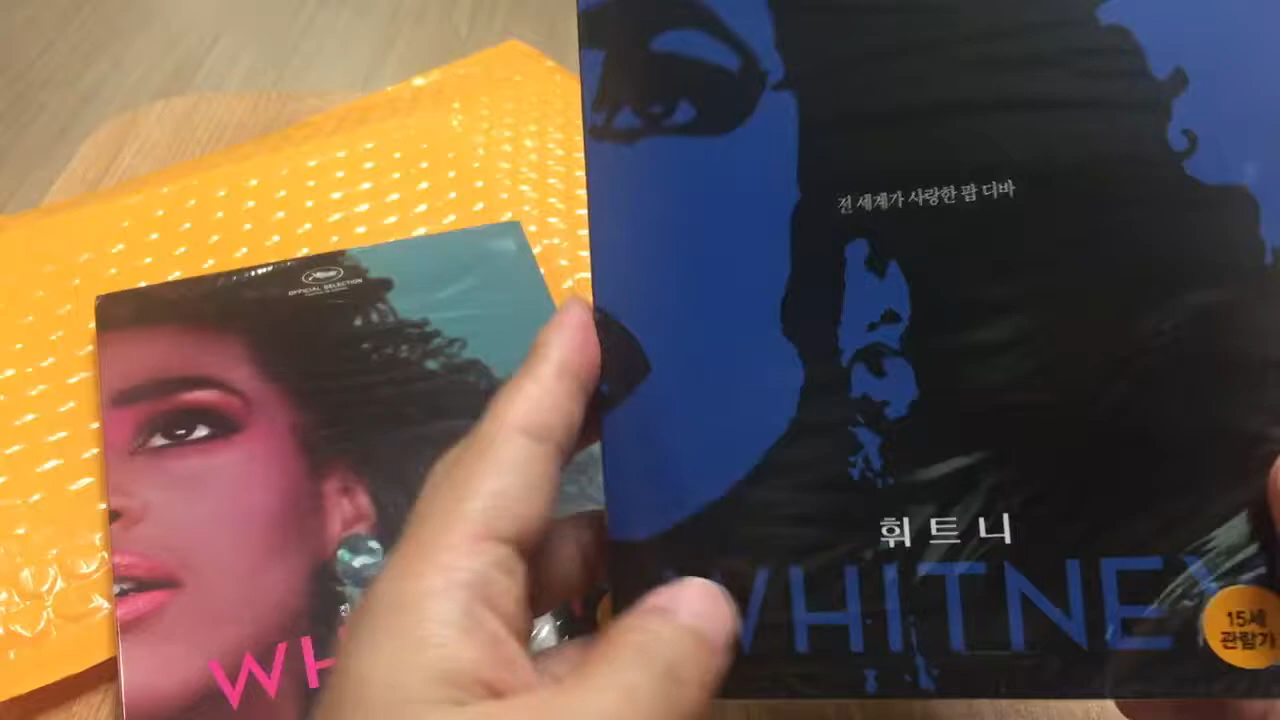 OFFICIAL SELECTION
WH
전 세계가 사랑한 팝 디바
휘트니
WHITNEY
15세
관람가